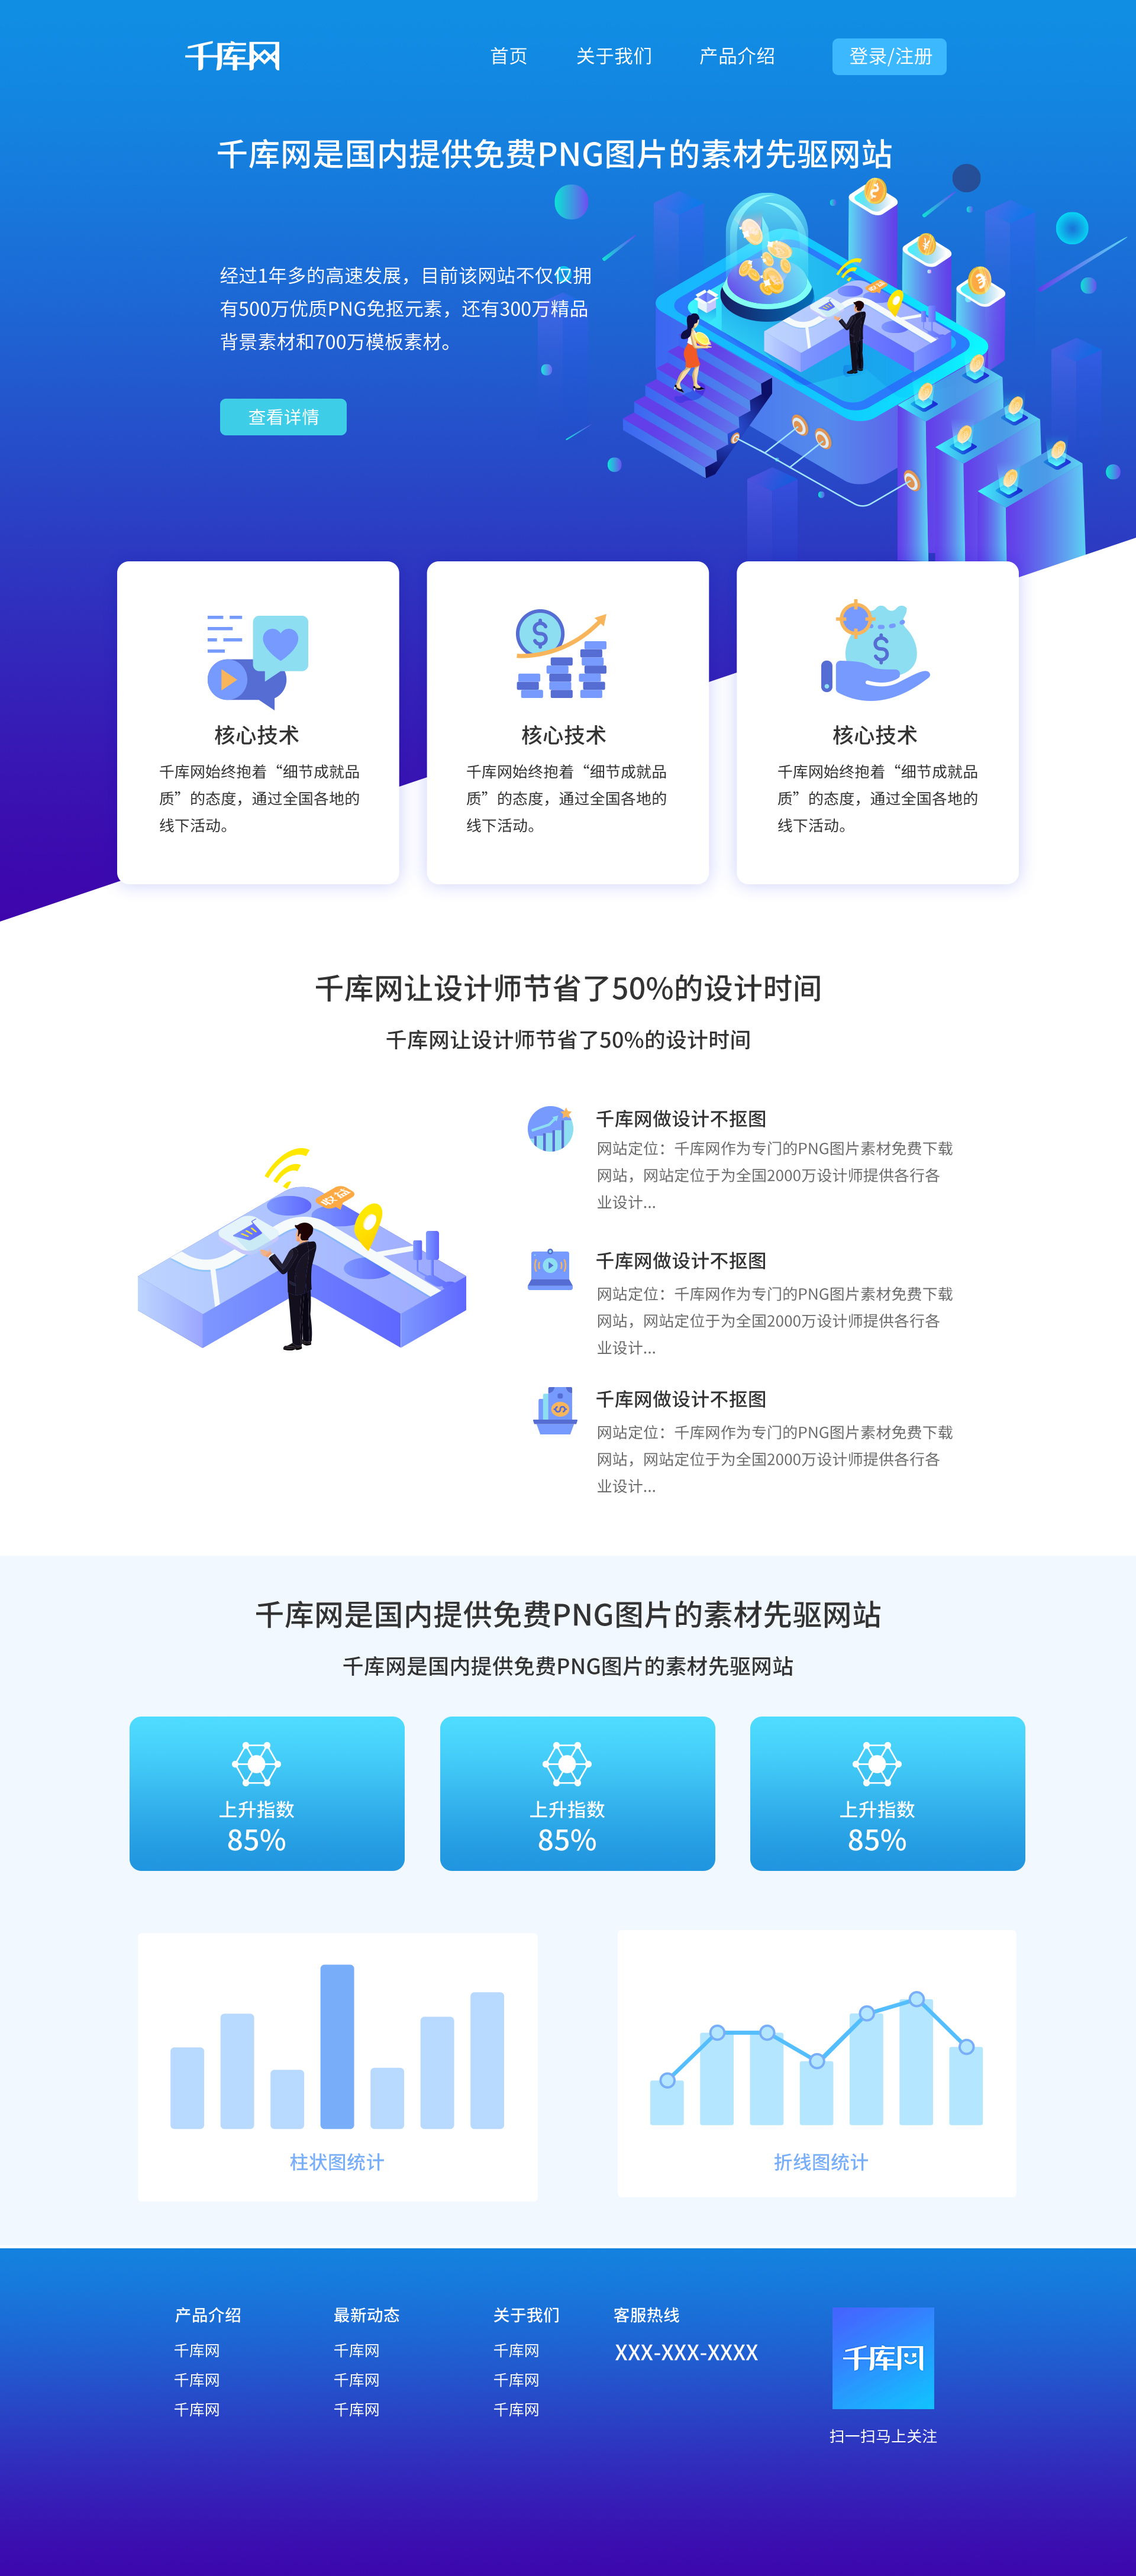 千库网
首页
关于我们
产品介绍
登录/注册
千库网是国内提供免费PNG图片的素材先驱网站
经过1年多的高速发展，目前该网站不仅仅拥
有500万优质PNG免抠元素，还有300万精品
背景素材和700万模板素材。
查看详情
核心技术
千库网始终抱着“细节成就品
质”的态度，通过全国各地的
线下活动。
核心技术
千库网始终抱着“细节成就品
质”的态度，通过全国各地的
线下活动。
核心技术
千库网始终抱着“细节成就品
质”的态度，通过全国各地的
线下活动。
千库网让设计师节省了50%的设计时间
千库网让设计师节省了50%的设计时间
收益
千库网做设计不抠图
网站定位：千库网作为专门的PNG图片素材免费下载
网站，网站定位于为全国2000万设计师提供各行各
业设计...
千库网做设计不抠图
网站定位：千库网作为专门的PNG图片素材免费下载
网站，网站定位于为全国2000万设计师提供各行各
业设计...
千库网做设计不抠图
网站定位：千库网作为专门的PNG图片素材免费下载
网站，网站定位于为全国2000万设计师提供各行各
业设计...
千库网是国内提供免费PNG图片的素材先驱网站
千库网是国内提供免费PNG图片的素材先驱网站
上升指数
85%
上升指数
85%
上升指数
85%
柱状图统计
折线图统计
产品介绍
千库网
千库网
千库网
最新动态
千库网
千库网
千库网
关于我们
千库网
千库网
千库网
客服热线
XXX-XXX-XXXX
千库网
扫一扫马上关注